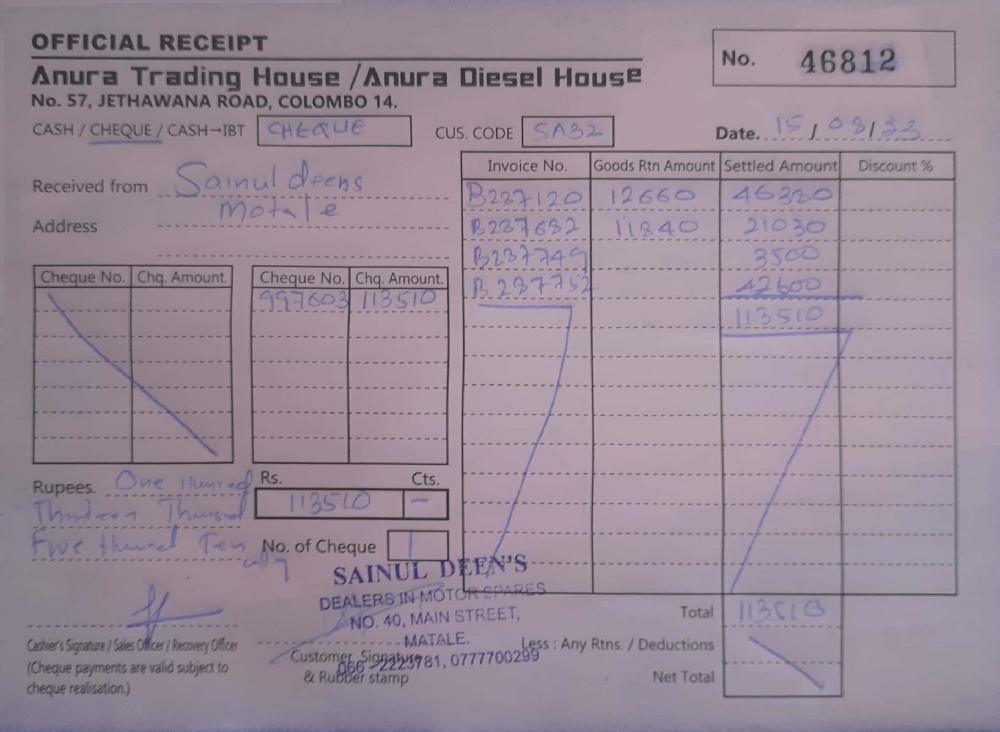 OFFICIAL RECEIPT
Anura Trading House / Anura Diesel House
No. 57, JETHAWANA ROAD, COLOMBO 14.
No. 46812
CASH / CHEQUE / CASH→IBT CHEQUE CUS. CODE SA32 Date. 15 / 08 / 23
Received from Sainul deens
Address Motale
Invoice No. Goods Rtn Amount Settled Amount Discount %
B237120 12660 46380
B237682 11840 21030
B237749 3500
B.237752 42600
113510
Cheque No. Chq. Amount. Cheque No. Chq. Amount.
997603 113510
Rupees. One Hundred
Thirteen Thousand
Five Hundred Ten
only
Rs. Cts.
113510 —
No. of Cheque 1
SAINUL DEEN'S
DEALERS IN MOTOR SPARES
NO. 40, MAIN STREET,
MATALE.
066 -2223781, 0777700299
Cashier's Signature / Sales Officer / Recovery Officer
(Cheque payments are valid subject to
cheque realisation.)
Customer Signature
& Rubber stamp
Total 113510
Less : Any Rtns. / Deductions
Net Total